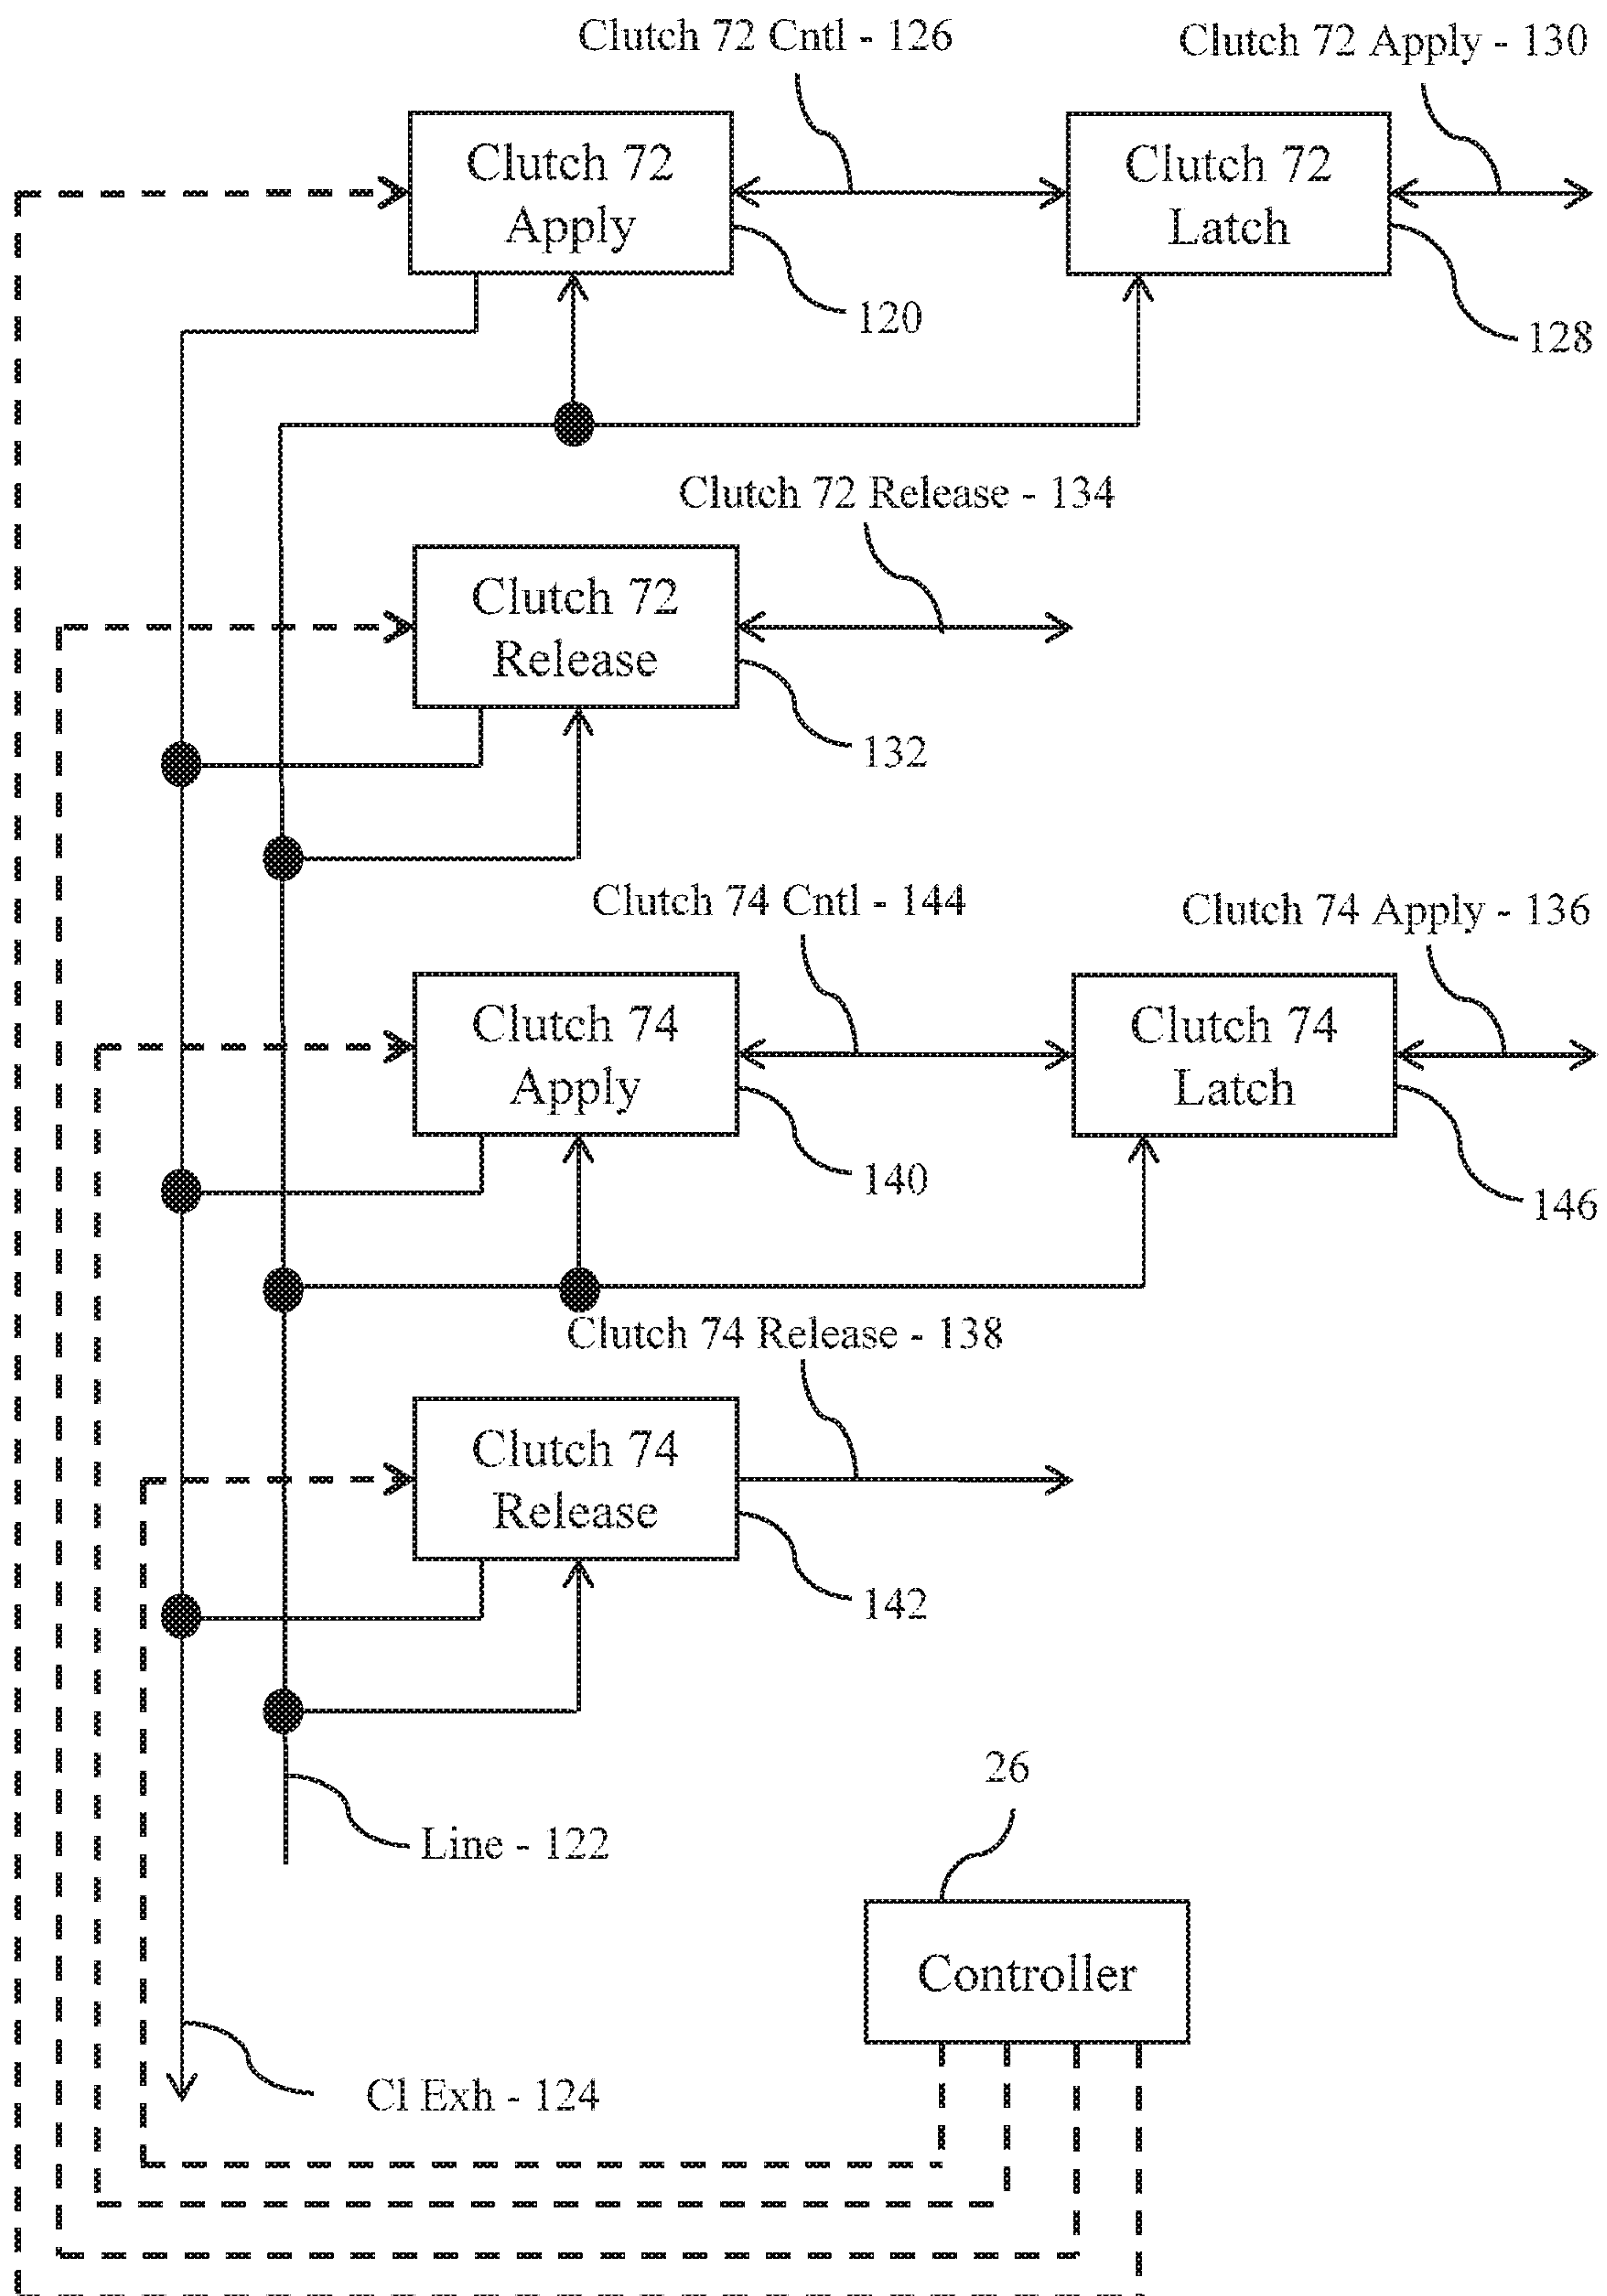 Clutch 72 Cntl - 126
Clutch 72 Apply - 130
Clutch 72
Apply
Clutch 72
Latch
120
128
Clutch 72 Release - 134
Clutch 72
Release
132
Clutch 74 Cntl - 144
Clutch 74 Apply - 136
Clutch 74
Apply
Clutch 74
Latch
140
146
Clutch 74 Release - 138
Clutch 74
Release
142
26
Line - 122
Controller
Cl Exh - 124